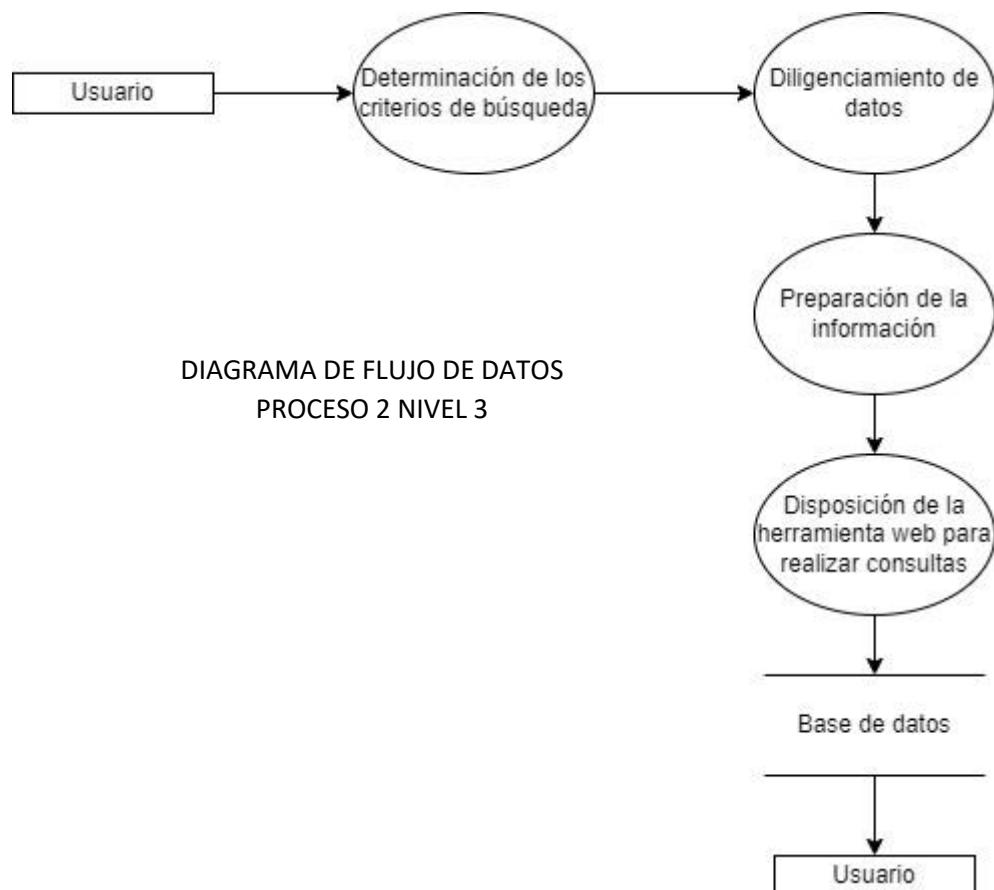 Usuario
Determinación de los
criterios de búsqueda
Diligenciamiento de
datos
Preparación de la
información
DIAGRAMA DE FLUJO DE DATOS
PROCESO 2 NIVEL 3
Disposición de la
herramienta web para
realizar consultas
Base de datos
Usuario